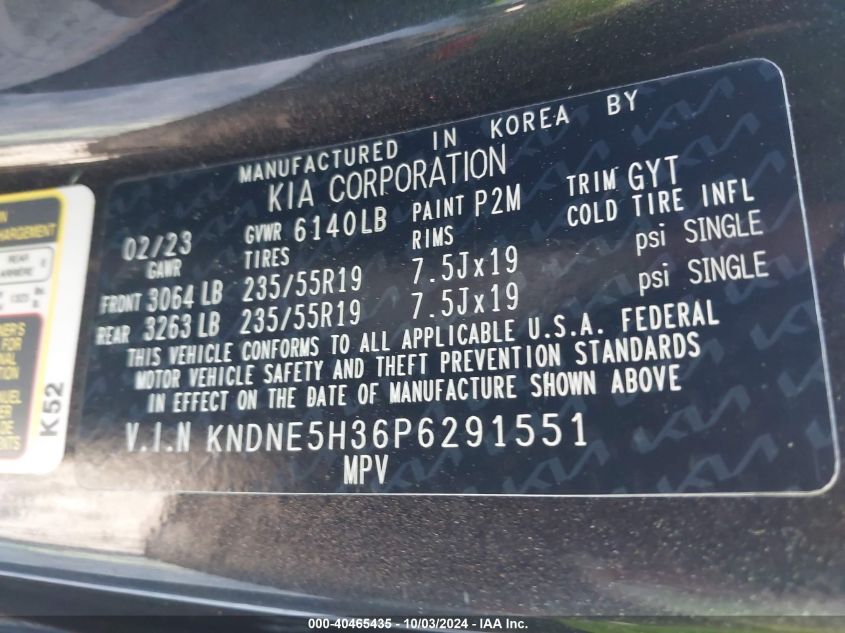 MANUFACTURED IN KOREA BY
KIA CORPORATION
02/23 GVWR 6140LB PAINT P2M TRIM GYT
GAWR TIRES RIMS COLD TIRE INFL
FRONT 3064 LB 235/55R19 7.5Jx19 psi SINGLE
REAR 3263 LB 235/55R19 7.5Jx19 psi SINGLE
THIS VEHICLE CONFORMS TO ALL APPLICABLE U.S.A. FEDERAL
MOTOR VEHICLE SAFETY AND THEFT PREVENTION STANDARDS
IN EFFECT ON THE DATE OF MANUFACTURE SHOWN ABOVE
V.I.N KNDNE5H36P6291551
MPV
REAR
K52
000-40465435 - 10/03/2024 - IAA Inc.